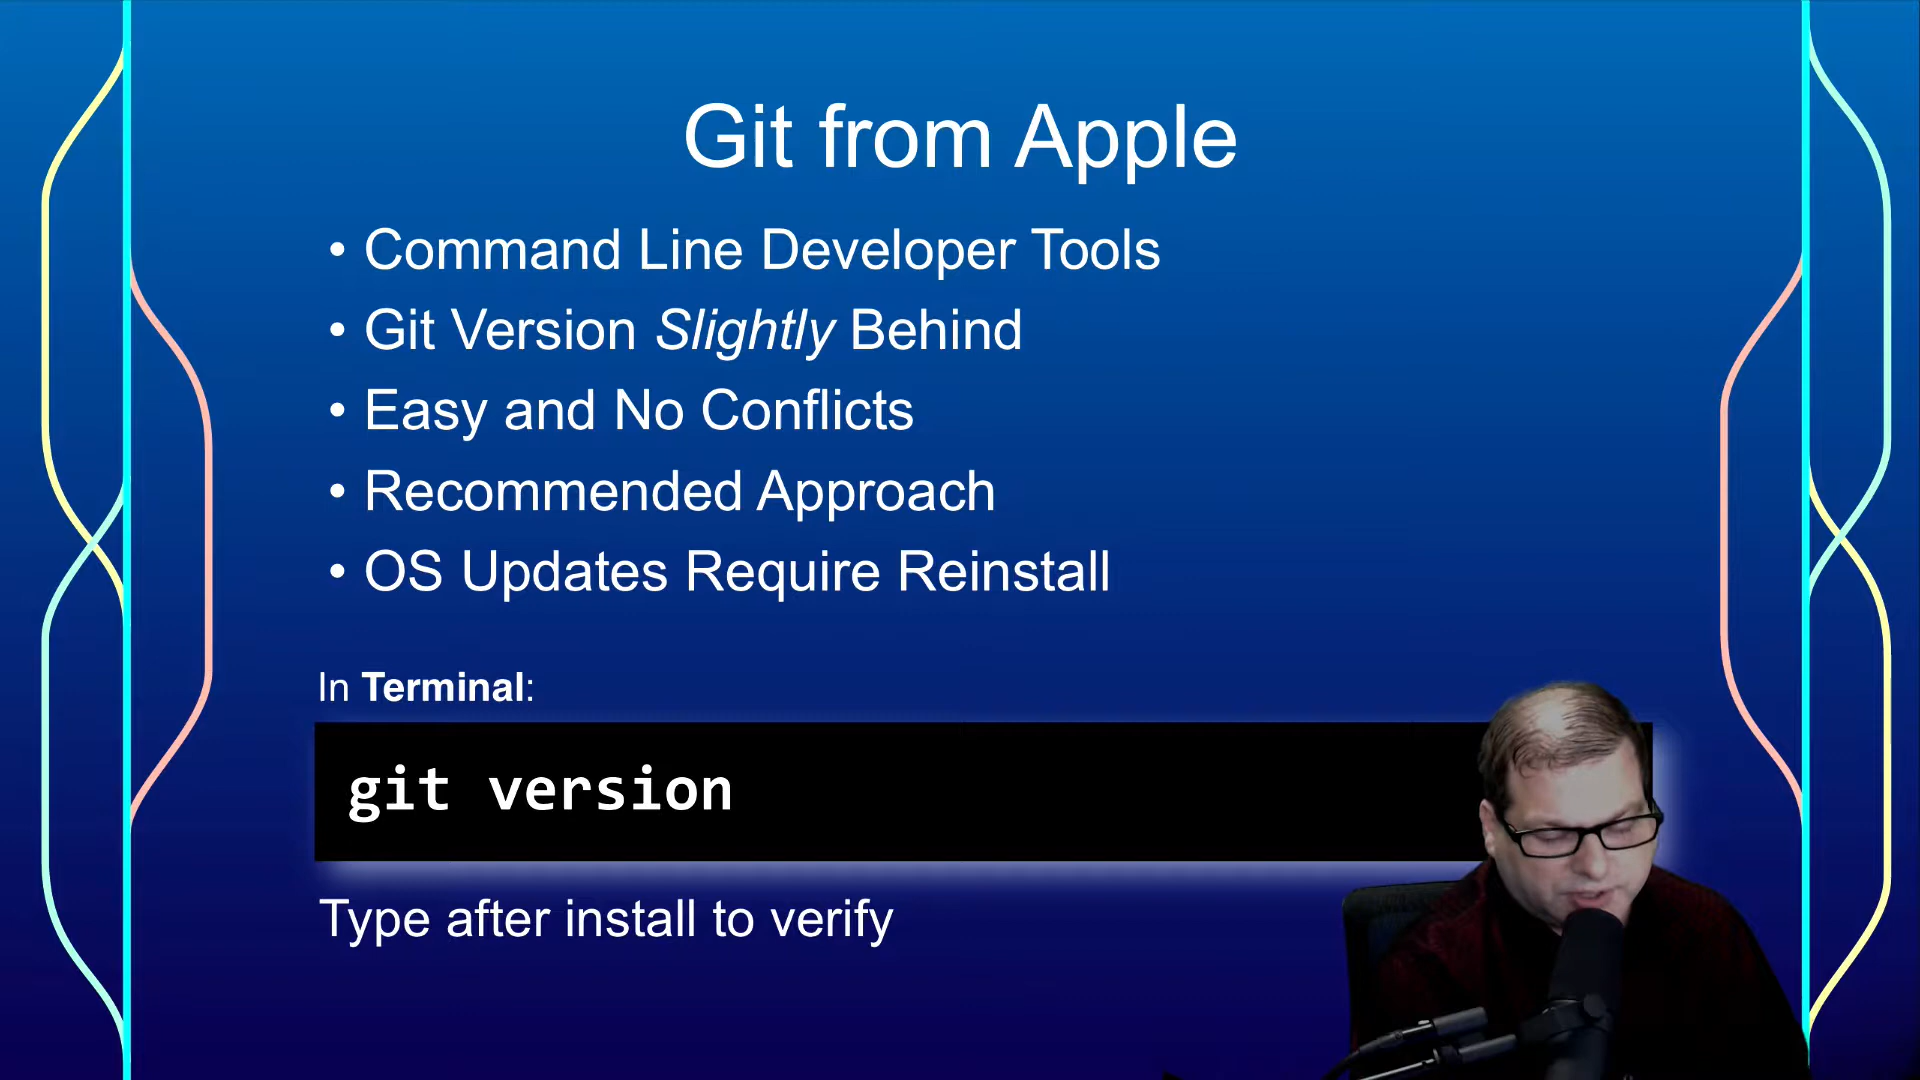 Git from Apple
• Command Line Developer Tools
• Git Version Slightly Behind
• Easy and No Conflicts
• Recommended Approach
• OS Updates Require Reinstall
In Terminal:
git version
Type after install to verify